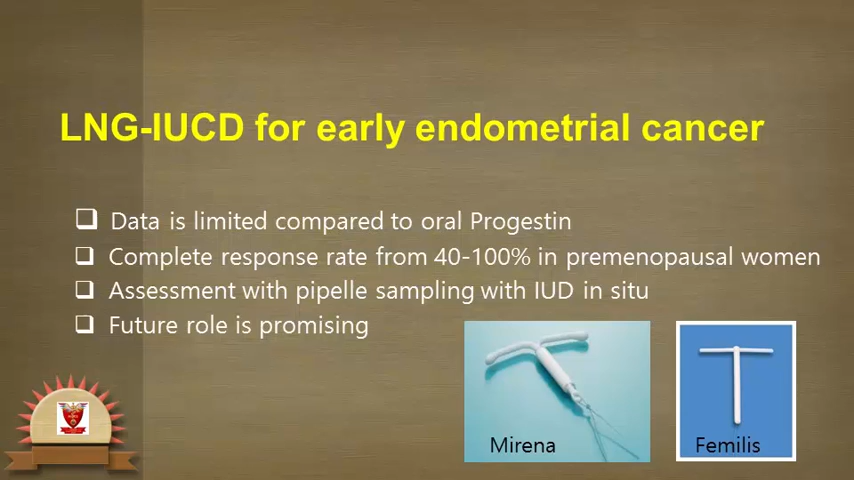 LNG-IUCD for early endometrial cancer
Data is limited compared to oral Progestin
Complete response rate from 40-100% in premenopausal women
Assessment with pipelle sampling with IUD in situ
Future role is promising
Mirena
Femilis